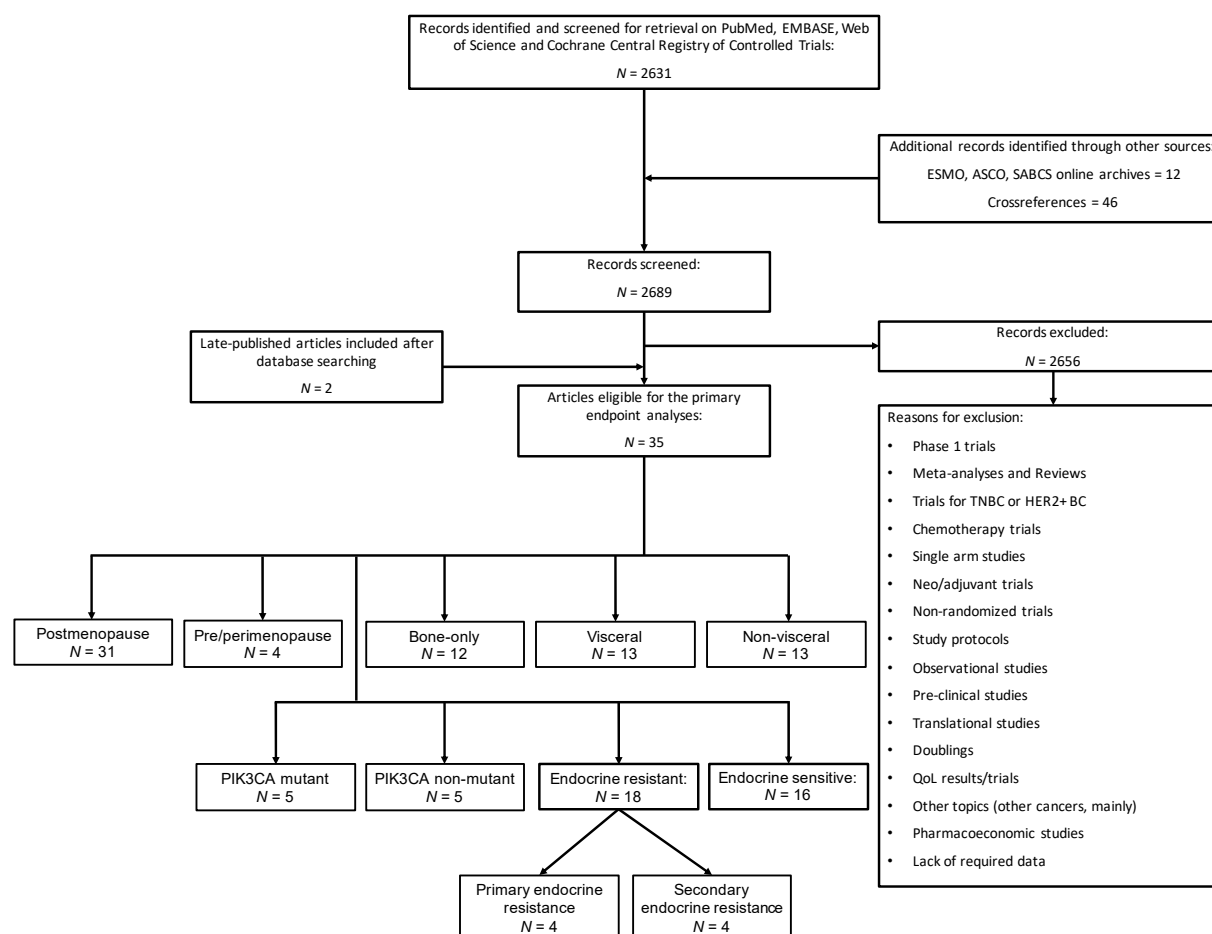 Records identified and screened for retrieval on PubMed, EMBASE, Web
of Science and Cochrane Central Registry of Controlled Trials:
N = 2631
Additional records identified through other sources:
ESMO, ASCO, SABCS online archives = 12
Crossreferences = 46
Records screened:
N = 2689
Late-published articles included after
database searching
N = 2
Records excluded:
N = 2656
Articles eligible for the primary
endpoint analyses:
N = 35
Reasons for exclusion:
• Phase 1 trials
• Meta-analyses and Reviews
• Trials for TNBC or HER2+ BC
• Chemotherapy trials
• Single arm studies
• Neo/adjuvant trials
• Non-randomized trials
• Study protocols
• Observational studies
• Pre-clinical studies
• Translational studies
• Doublings
• QoL results/trials
• Other topics (other cancers, mainly)
• Pharmacoeconomic studies
• Lack of required data
Postmenopause
N = 31
Pre/perimenopause
N = 4
Bone-only
N = 12
Visceral
N = 13
Non-visceral
N = 13
PIK3CA mutant
N = 5
PIK3CA non-mutant
N = 5
Endocrine resistant:
N = 18
Endocrine sensitive:
N = 16
Primary endocrine
resistance
N = 4
Secondary
endocrine resistance
N = 4